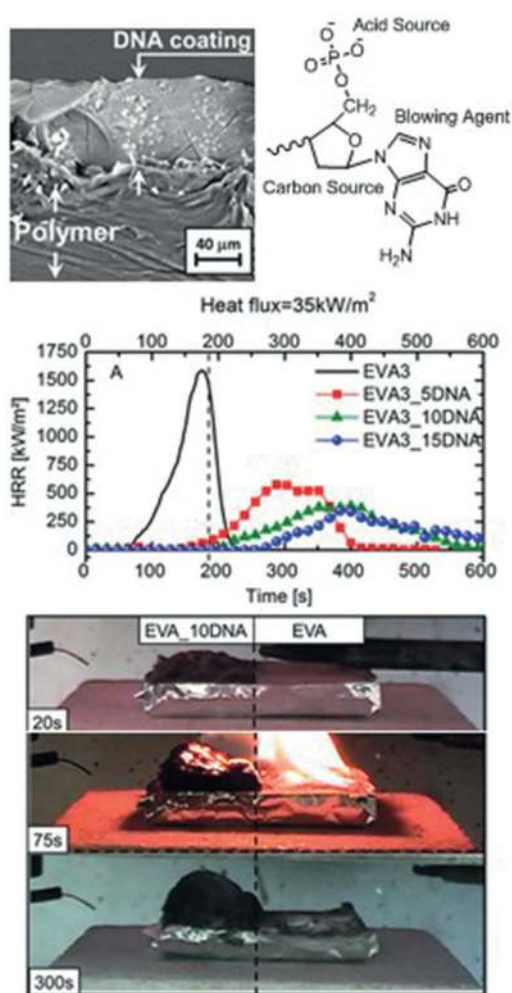 DNA coating
Polymer
40 µm
Acid Source
O⁻
O=P-O⁻
O
CH₂
Blowing Agent
O
N
N
Carbon Source
N
O
NH
H₂N
Heat flux=35kW/m²
0 100 200 300 400 500 600
A
EVA3
EVA3_5DNA
EVA3_10DNA
EVA3_15DNA
1750
1500
1250
1000
750
500
250
0
HRR [kW/m²]
0 100 200 300 400 500 600
Time [s]
EVA_10DNA EVA
20s
75s
300s